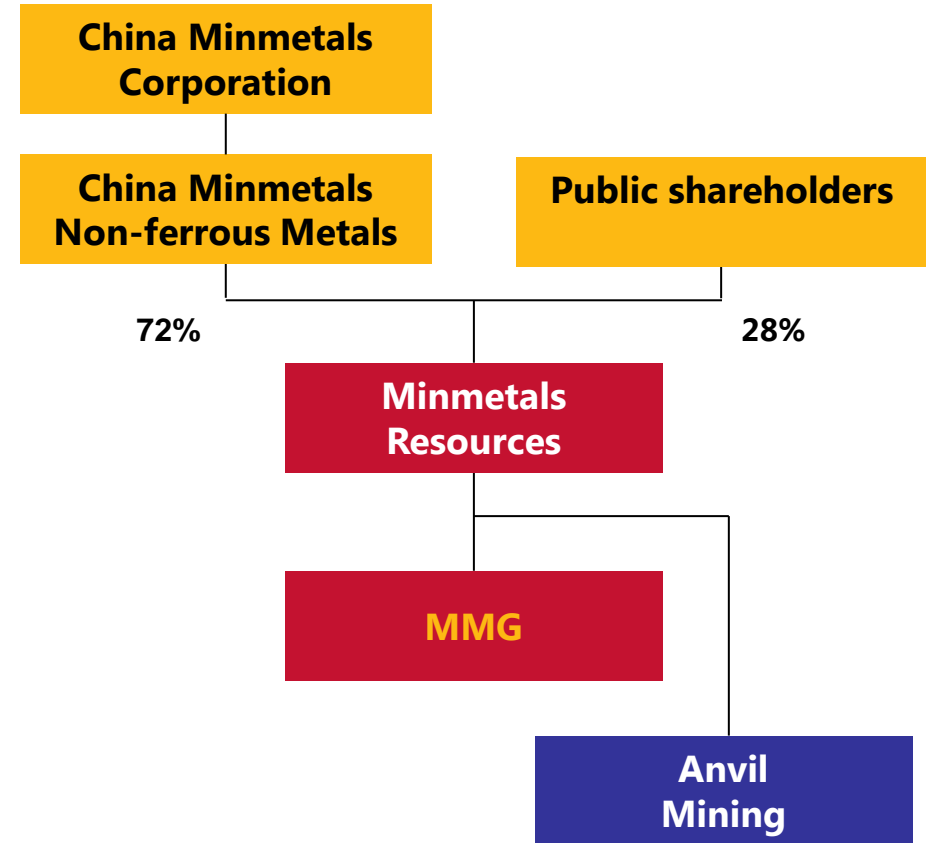 China Minmetals
Corporation
China Minmetals
Non-ferrous Metals
Public shareholders
72%
28%
Minmetals
Resources
MMG
Anvil
Mining